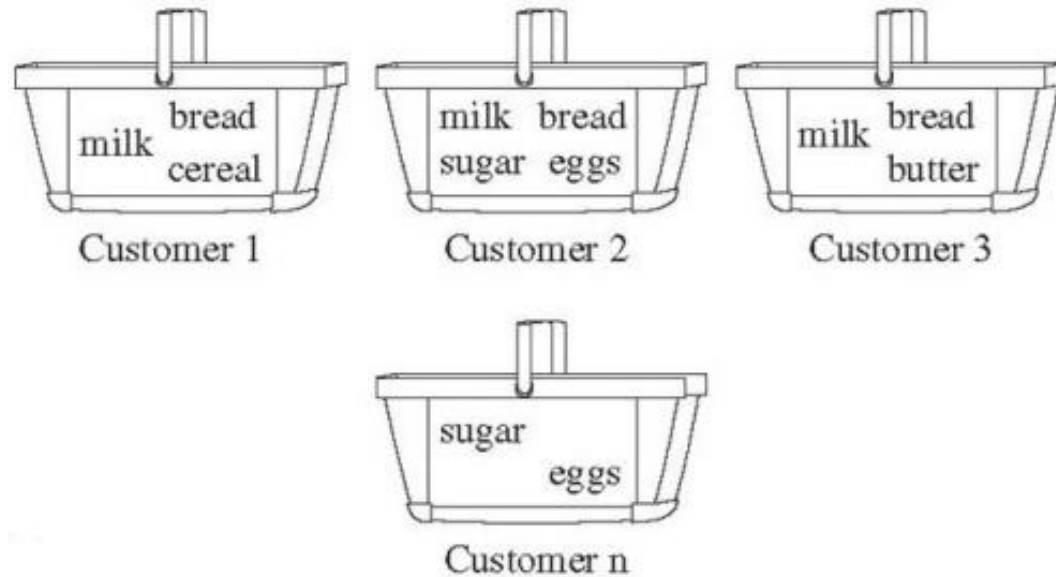 milk bread
cereal
Customer 1
milk bread
sugar eggs
Customer 2
milk bread
butter
Customer 3
sugar
eggs
Customer n